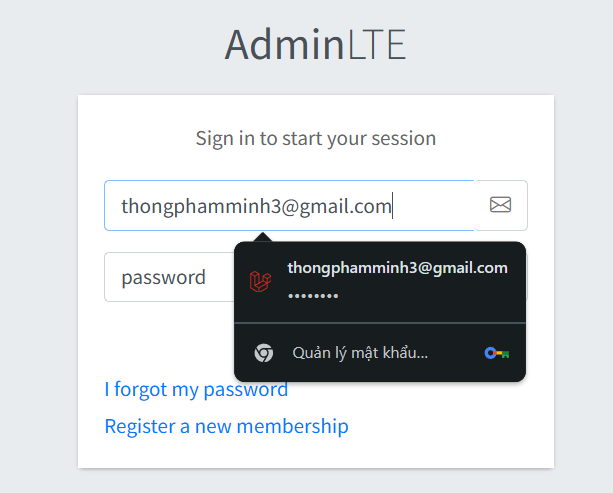 AdminLTE
Sign in to start your session
thongphamminh3@gmail.com
password
thongphamminh3@gmail.com
••••••••
Quản lý mật khẩu...
I forgot my password
Register a new membership